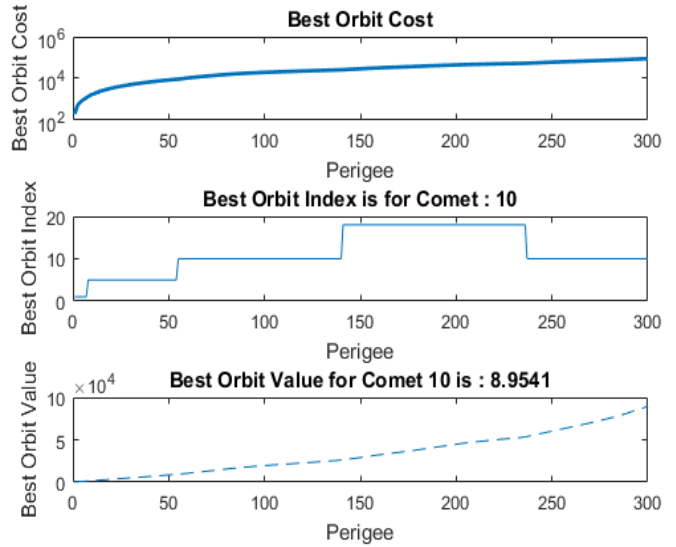 Best Orbit Cost
Best Orbit Cost
10^6
10^4
10^2
0 50 100 150 200 250 300
Perigee
Best Orbit Index is for Comet : 10
Best Orbit Index
20
10
0
0 50 100 150 200 250 300
Perigee
Best Orbit Value for Comet 10 is : 8.9541
×10^4
Best Orbit Value
10
5
0
0 50 100 150 200 250 300
Perigee